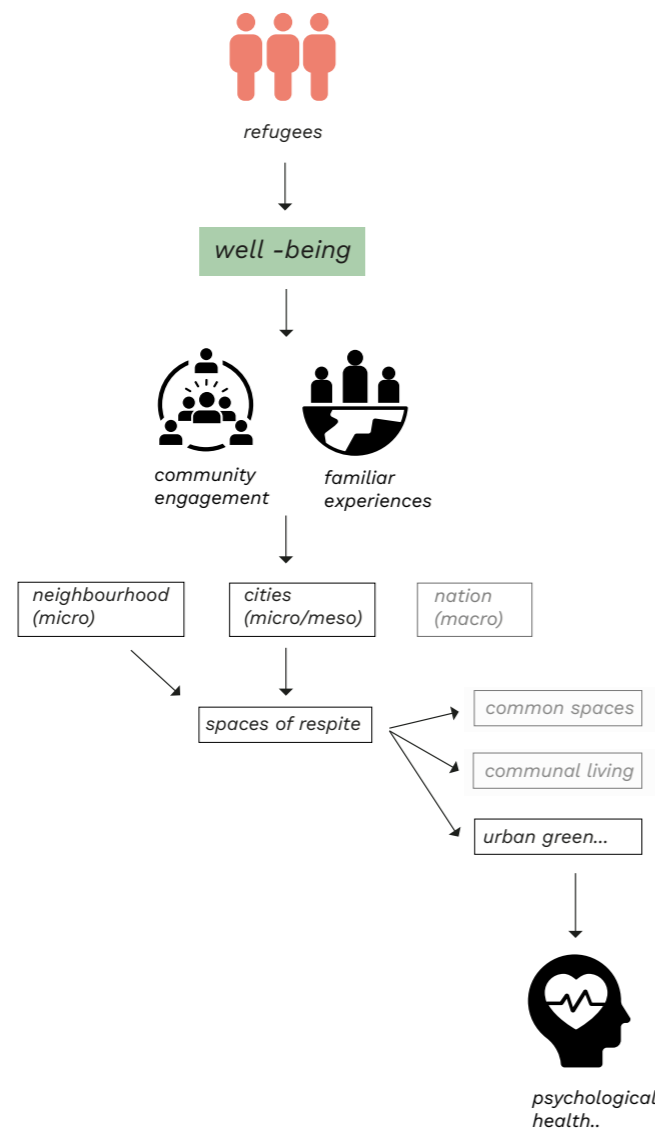 refugees
well -being
community
engagement
familiar
experiences
neighbourhood
(micro)
cities
(micro/meso)
nation
(macro)
spaces of respite
common spaces
communal living
urban green...
psychological
health..